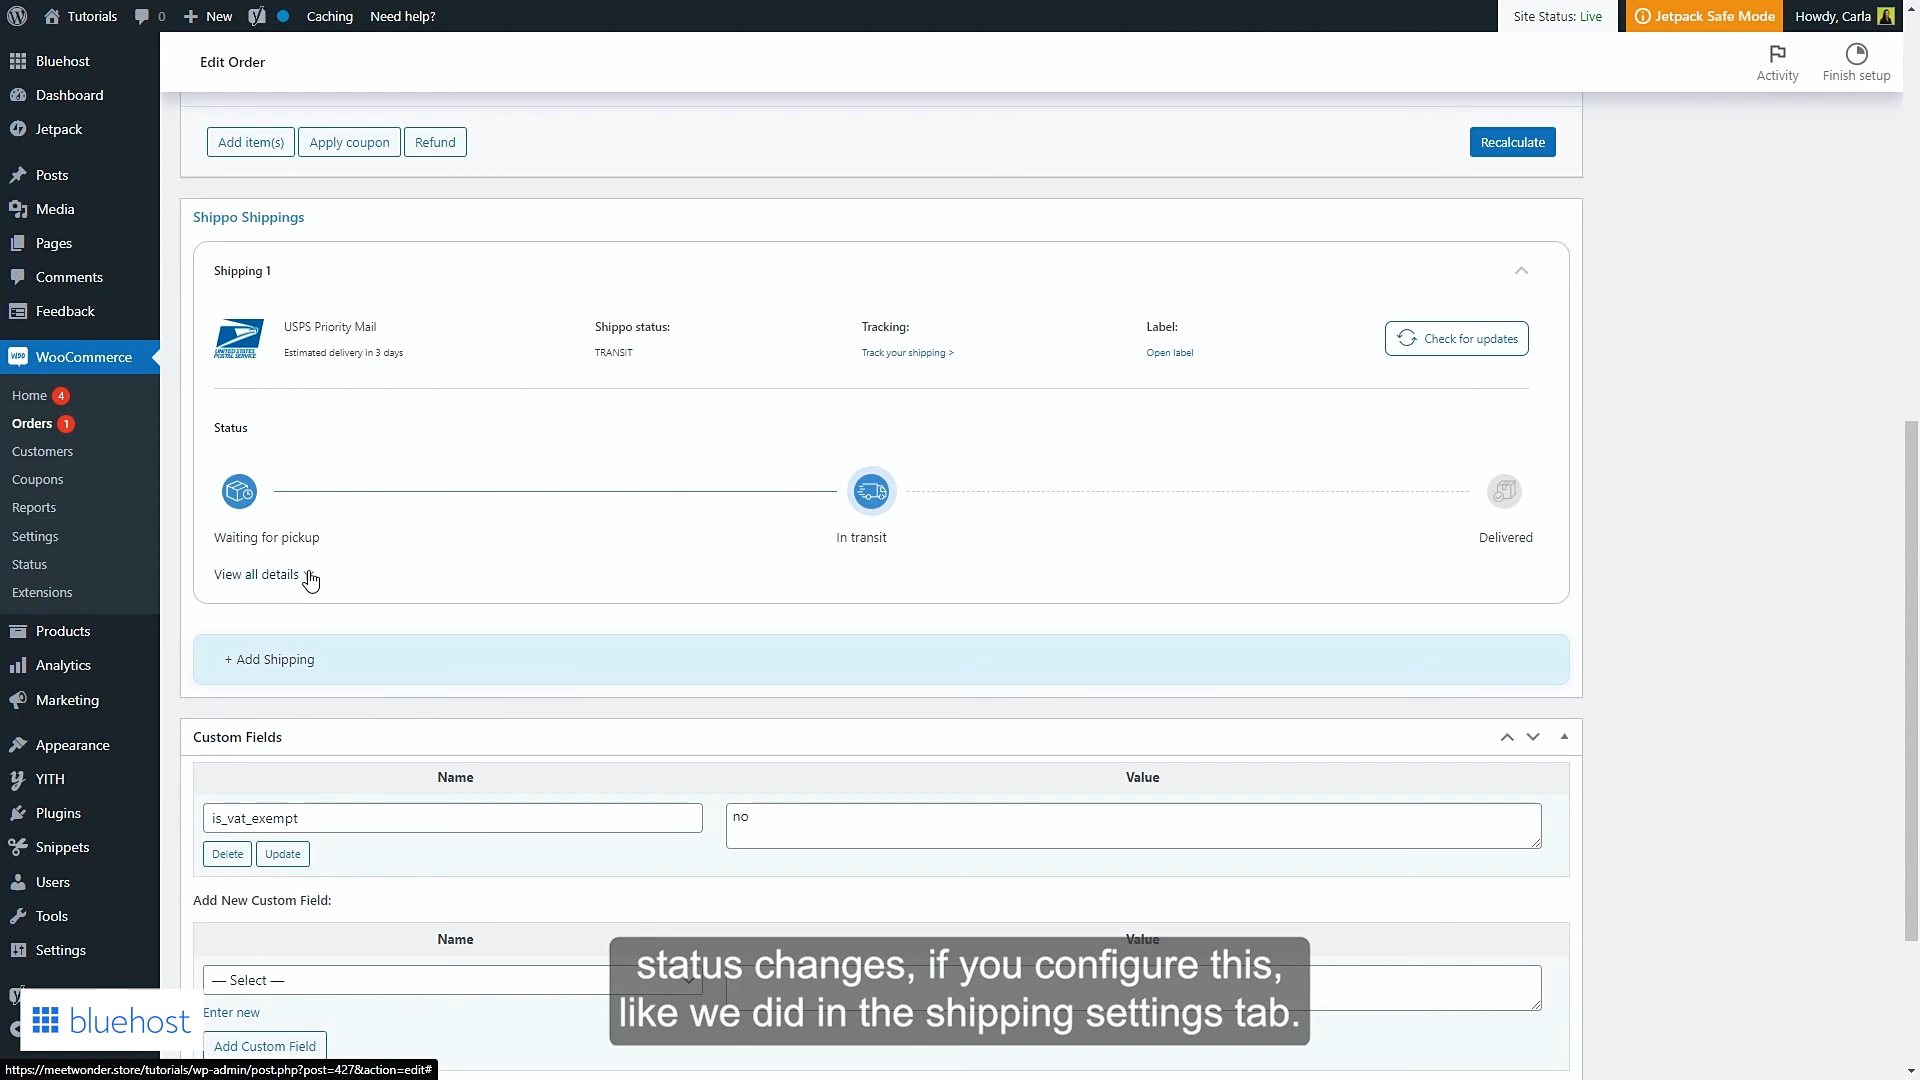 Tutorials 0 + New Caching Need help? Site Status: Live Jetpack Safe Mode Howdy, Carla
Edit Order
Activity
Finish setup
Bluehost
Dashboard
Jetpack
Posts
Media
Pages
Comments
Feedback
WooCommerce
Home 4
Orders 1
Customers
Coupons
Reports
Settings
Status
Extensions
Products
Analytics
Marketing
Appearance
YITH
Plugins
Snippets
Users
Tools
Settings
Add item(s) Apply coupon Refund Recalculate
Shippo Shippings
Shipping 1
UNITED STATES
POSTAL SERVICE
USPS Priority Mail
Estimated delivery in 3 days
Shippo status:
TRANSIT
Tracking:
Track your shipping >
Label:
Open label
Check for updates
Status
Waiting for pickup
In transit
Delivered
View all details
+ Add Shipping
Custom Fields
Name Value
is_vat_exempt no
Delete Update
Add New Custom Field:
Name Value
— Select —
Enter new
Add Custom Field
status changes, if you configure this,
like we did in the shipping settings tab.
bluehost
https://meetwonder.store/tutorials/wp-admin/post.php?post=427&action=edit#